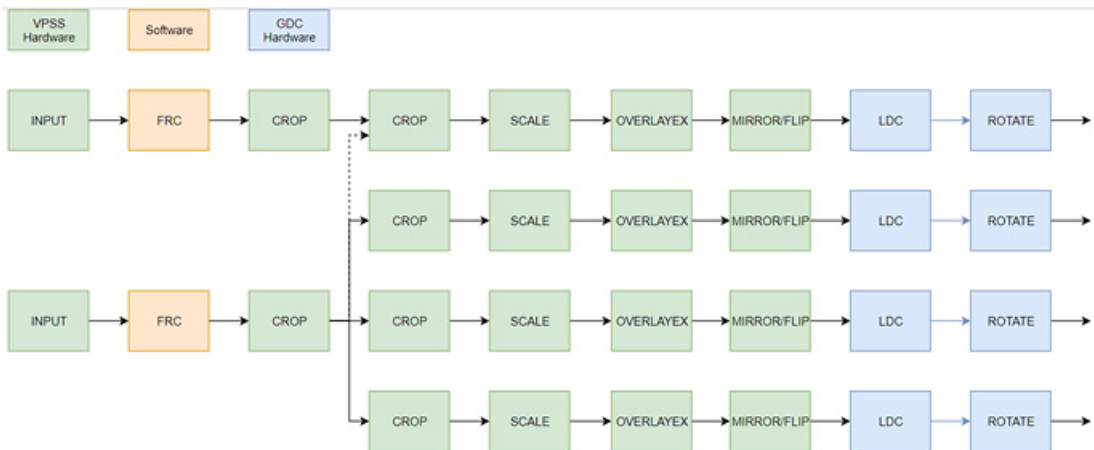 VPSS
Hardware
Software
GDC
Hardware
INPUT
FRC
CROP
CROP
SCALE
OVERLAYEX
MIRROR/FLIP
LDC
ROTATE
CROP
SCALE
OVERLAYEX
MIRROR/FLIP
LDC
ROTATE
INPUT
FRC
CROP
CROP
SCALE
OVERLAYEX
MIRROR/FLIP
LDC
ROTATE
CROP
SCALE
OVERLAYEX
MIRROR/FLIP
LDC
ROTATE